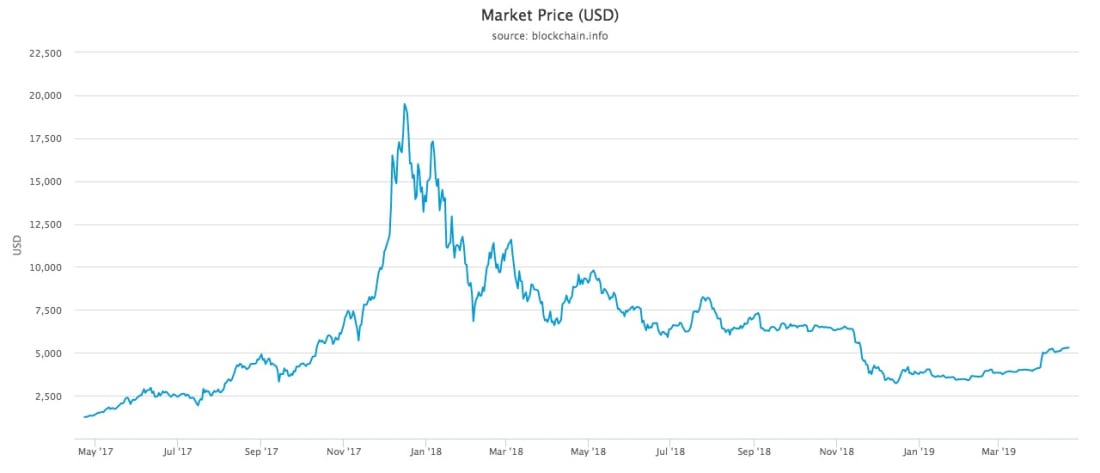 Market Price (USD)
source: blockchain.info
22,500
20,000
17,500
15,000
12,500
10,000
7,500
5,000
2,500
USD
May '17 Jul '17 Sep '17 Nov '17 Jan '18 Mar '18 May '18 Jul '18 Sep '18 Nov '18 Jan '19 Mar '19